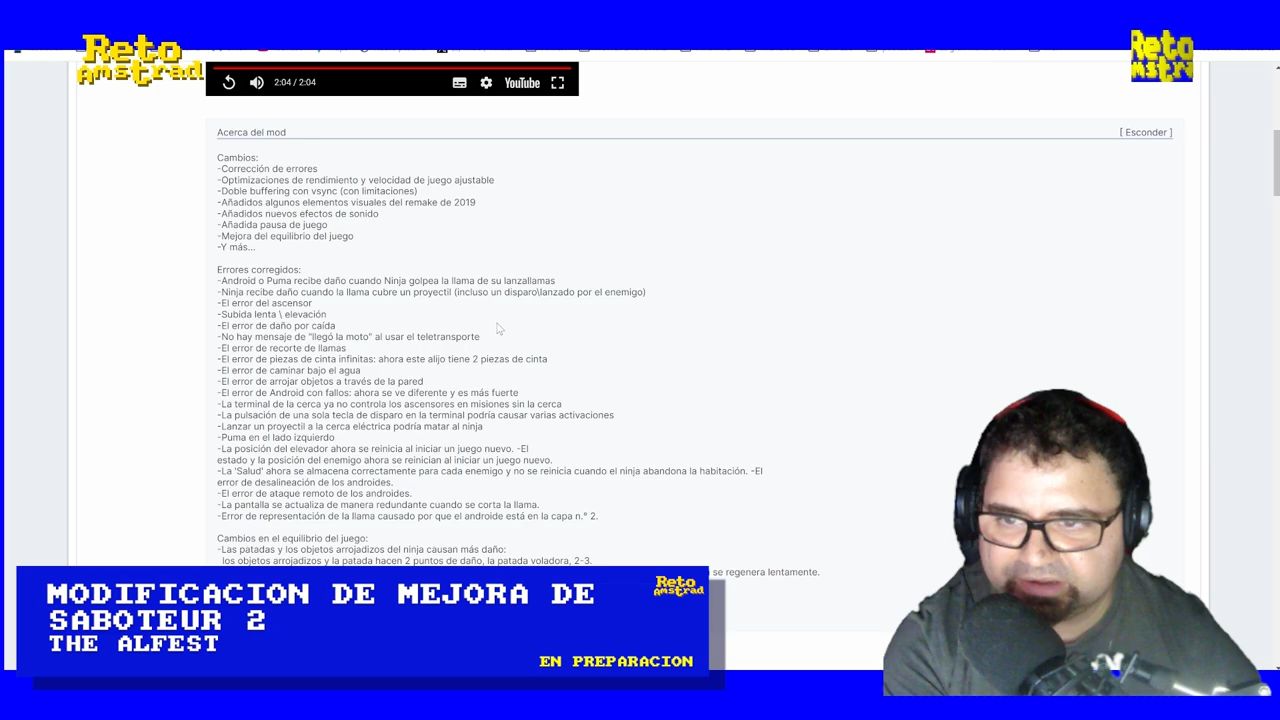 Reto
Amstrad
Reto
mstr
2:04 / 2:04
YouTube
Acerca del mod
[ Esconder ]
Cambios:
-Corrección de errores
-Optimizaciones de rendimiento y velocidad de juego ajustable
-Doble buffering con vsync (con limitaciones)
-Añadidos algunos elementos visuales del remake de 2019
-Añadidos nuevos efectos de sonido
-Añadida pausa de juego
-Mejora del equilibrio del juego
-Y más...
Errores corregidos:
-Android o Puma recibe daño cuando Ninja golpea la llama de su lanzallamas
-Ninja recibe daño cuando la llama cubre un proyectil (incluso un disparo\lanzado por el enemigo)
-El error del ascensor
-Subida lenta \ elevación
-El error de daño por caída
-No hay mensaje de "llegó la moto" al usar el teletransporte
-El error de recorte de llamas
-El error de piezas de cinta infinitas: ahora este alijo tiene 2 piezas de cinta
-El error de caminar bajo el agua
-El error de arrojar objetos a través de la pared
-El error de Android con fallos: ahora se ve diferente y es más fuerte
-La terminal de la cerca ya no controla los ascensores en misiones sin la cerca
-La pulsación de una sola tecla de disparo en la terminal podría causar varias activaciones
-Lanzar un proyectil a la cerca eléctrica podría matar al ninja
-Puma en el lado izquierdo
-La posición del elevador ahora se reinicia al iniciar un juego nuevo. -El
estado y la posición del enemigo ahora se reinician al iniciar un juego nuevo.
-La 'Salud' ahora se almacena correctamente para cada enemigo y no se reinicia cuando el ninja abandona la habitación. -El
error de desalineación de los androides.
-El error de ataque remoto de los androides.
-La pantalla se actualiza de manera redundante cuando se corta la llama.
-Error de representación de la llama causado por que el androide está en la capa n.° 2.
Cambios en el equilibrio del juego:
-Las patadas y los objetos arrojadizos del ninja causan más daño:
los objetos arrojadizos y la patada hacen 2 puntos de daño, la patada voladora, 2-3.
se regenera lentamente.
MODIFICACION DE MEJORA DE
SABOTEUR 2
THE ALFEST
Reto
Amstrad
EN PREPARACION